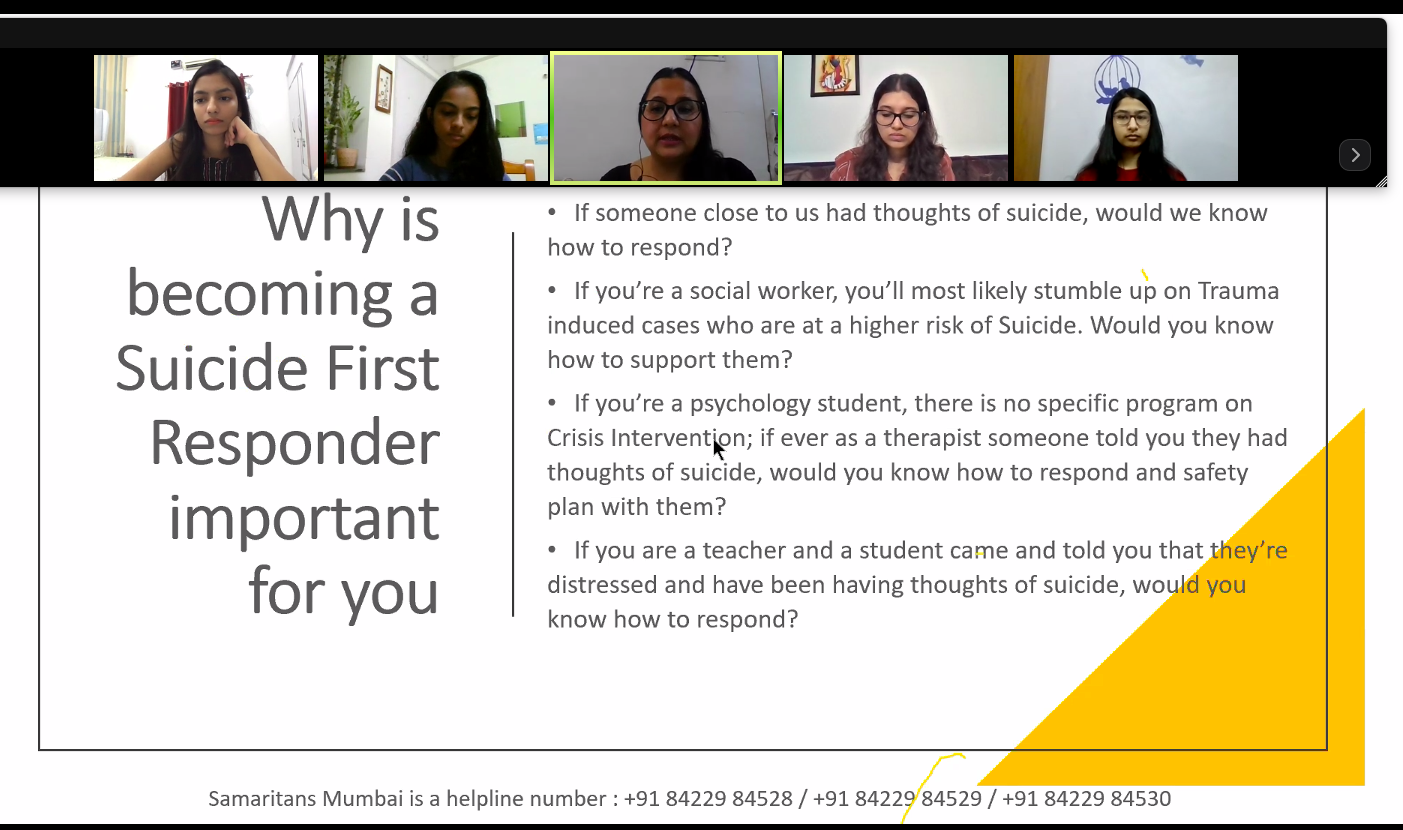 Why is
becoming a
Suicide First
Responder
important
for you
• If someone close to us had thoughts of suicide, would we know
how to respond?
• If you’re a social worker, you’ll most likely stumble up on Trauma
induced cases who are at a higher risk of Suicide. Would you know
how to support them?
• If you’re a psychology student, there is no specific program on
Crisis Intervention; if ever as a therapist someone told you they had
thoughts of suicide, would you know how to respond and safety
plan with them?
• If you are a teacher and a student came and told you that they’re
distressed and have been having thoughts of suicide, would you
know how to respond?
Samaritans Mumbai is a helpline number : +91 84229 84528 / +91 84229 84529 / +91 84229 84530